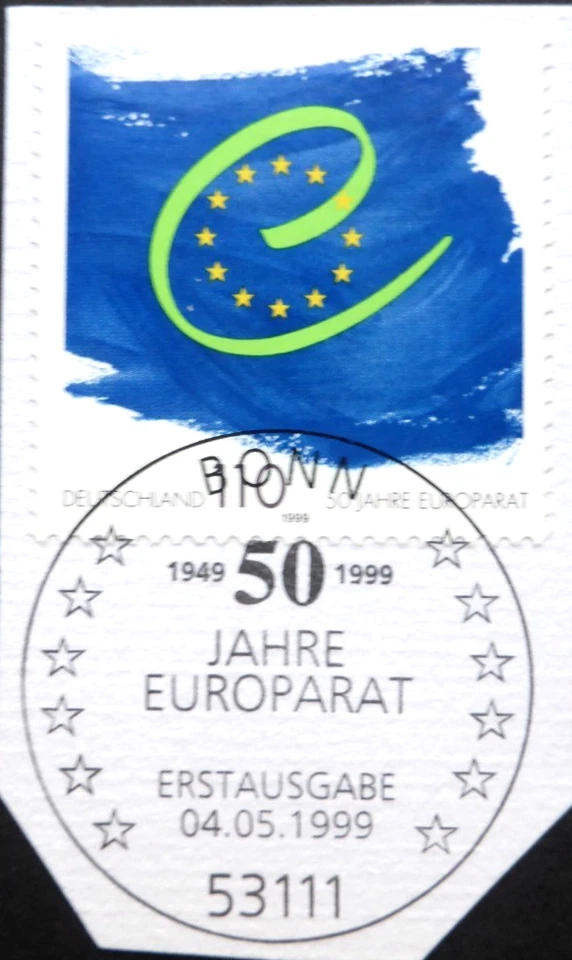 BONN
DEUTSCHLAND 110 50 JAHRE EUROPARAT
1999
1949 50 1999
JAHRE
EUROPARAT
ERSTAUSGABE
04.05.1999
53111